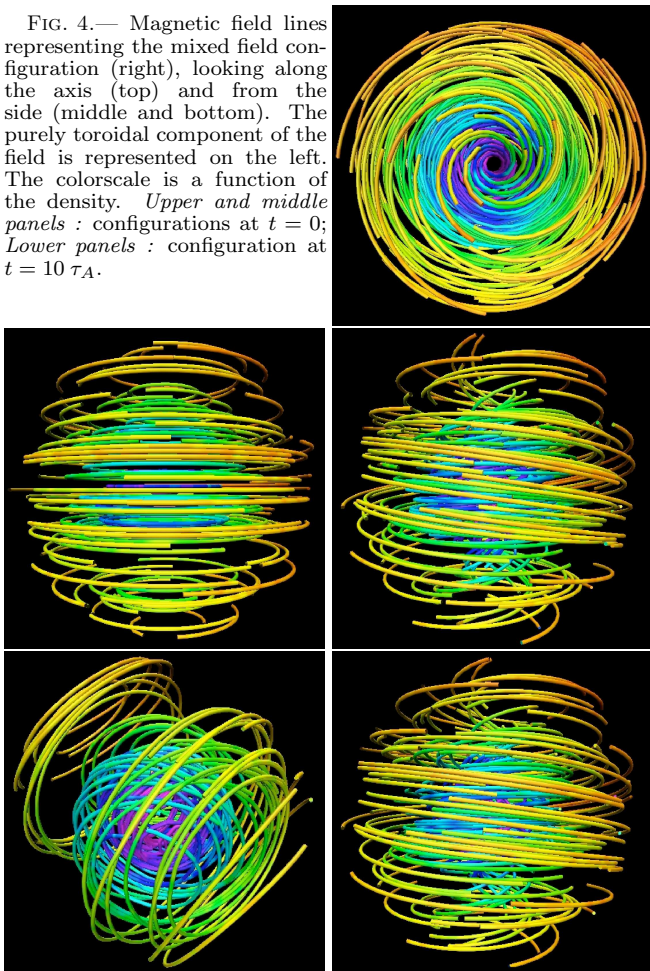 FIG. 4.— Magnetic field lines
representing the mixed field con-
figuration (right), looking along
the axis (top) and from the
side (middle and bottom). The
purely toroidal component of the
field is represented on the left.
The colorscale is a function of
the density. Upper and middle
panels : configurations at t = 0;
Lower panels : configuration at
t = 10 τA.